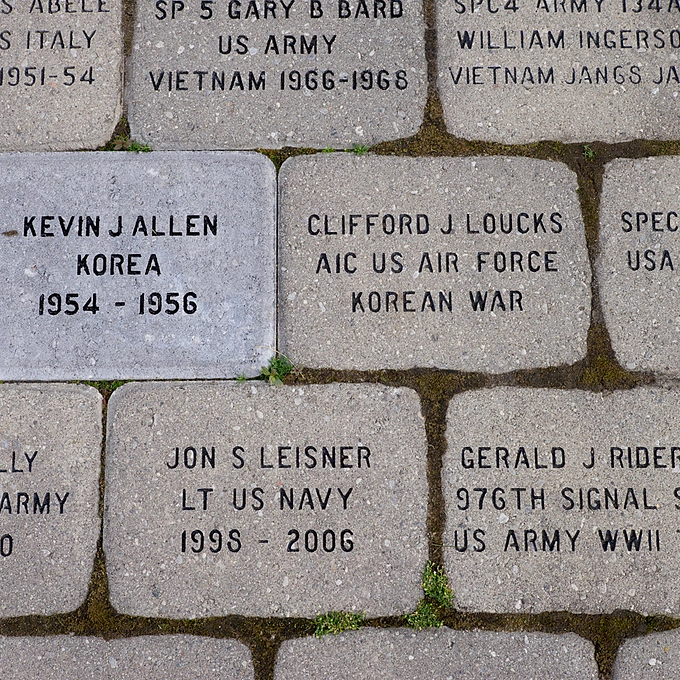 S ABELE
S ITALY
1951-54
SP 5 GARY B BARD
US ARMY
VIETNAM 1966-1968
SPC4 ARMY 134A
WILLIAM INGERSO
VIETNAM JANGS JA
KEVIN J ALLEN
KOREA
1954 - 1956
CLIFFORD J LOUCKS
A1C US AIR FORCE
KOREAN WAR
SPEC
USA
LLY
ARMY
0
JON S LEISNER
LT US NAVY
1998 - 2006
GERALD J RIDER
976TH SIGNAL S
US ARMY WWII